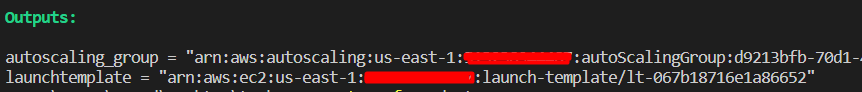 Outputs:
autoscaling_group = "arn:aws:autoscaling:us-east-1: :autoScalingGroup:d9213bfb-70d1-
launchtemplate = "arn:aws:ec2:us-east-1: :launch-template/lt-067b18716e1a86652"